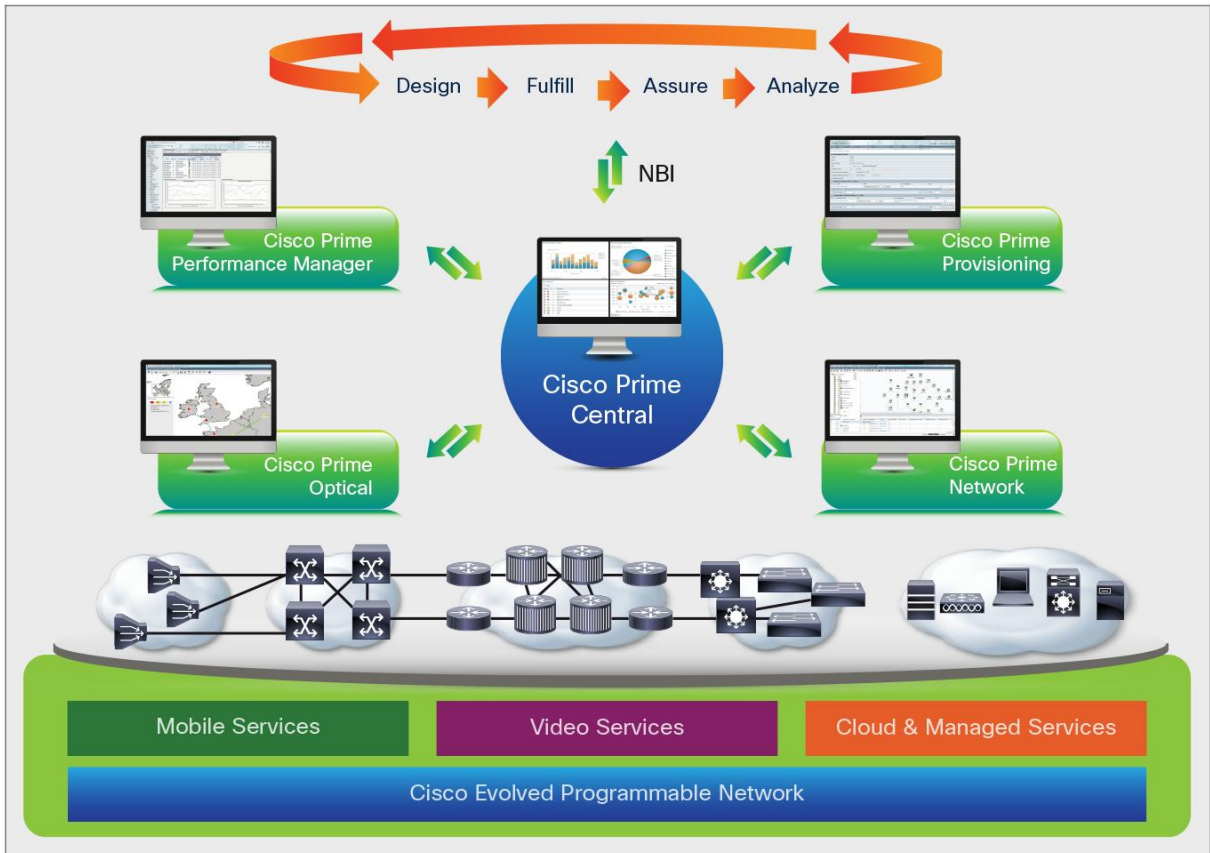 Design
Fulfill
Assure
Analyze
NBI
Cisco Prime
Performance Manager
Cisco Prime
Provisioning
Cisco Prime
Central
Cisco Prime
Optical
Cisco Prime
Network
Mobile Services
Video Services
Cloud & Managed Services
Cisco Evolved Programmable Network